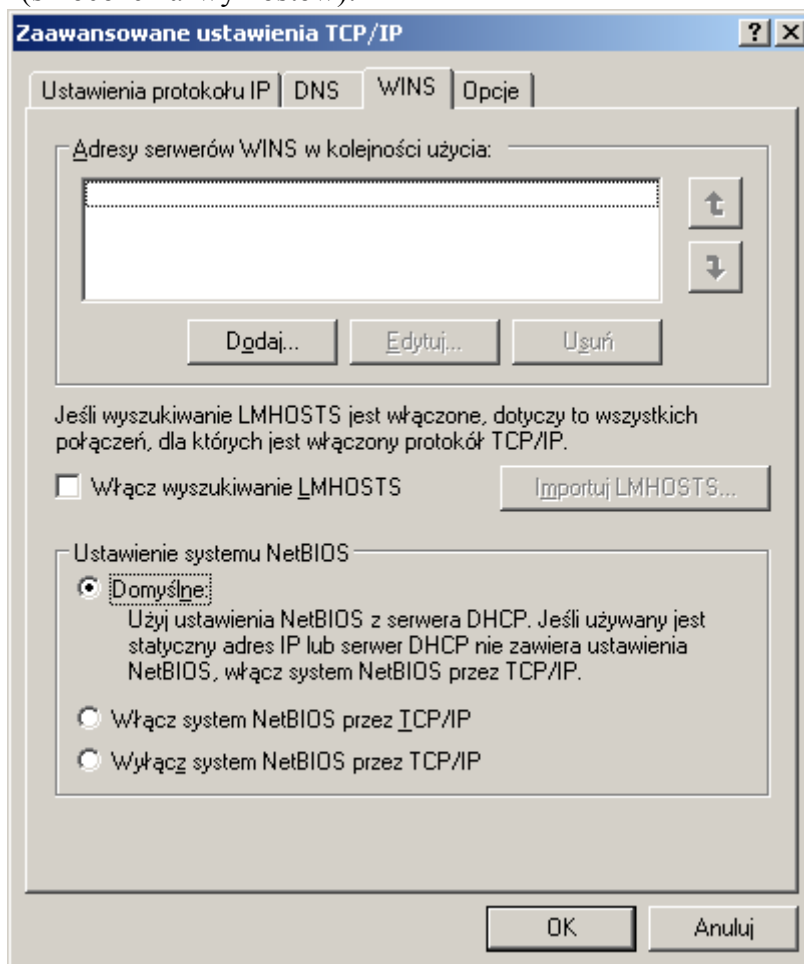 Zaawansowane ustawienia TCP/IP
Ustawienia protokołu IP DNS WINS Opcje
Adresy serwerów WINS w kolejności użycia:
Dodaj... Edytuj... Usuń
Jeśli wyszukiwanie LMHOSTS jest włączone, dotyczy to wszystkich
połączeń, dla których jest włączony protokół TCP/IP.
Włącz wyszukiwanie LMHOSTS Importuj LMHOSTS...
Ustawienie systemu NetBIOS
Domyślne:
Użyj ustawienia NetBIOS z serwera DHCP. Jeśli używany jest
statyczny adres IP lub serwer DHCP nie zawiera ustawienia
NetBIOS, włącz system NetBIOS przez TCP/IP.
Włącz system NetBIOS przez TCP/IP
Wyłącz system NetBIOS przez TCP/IP
OK Anuluj